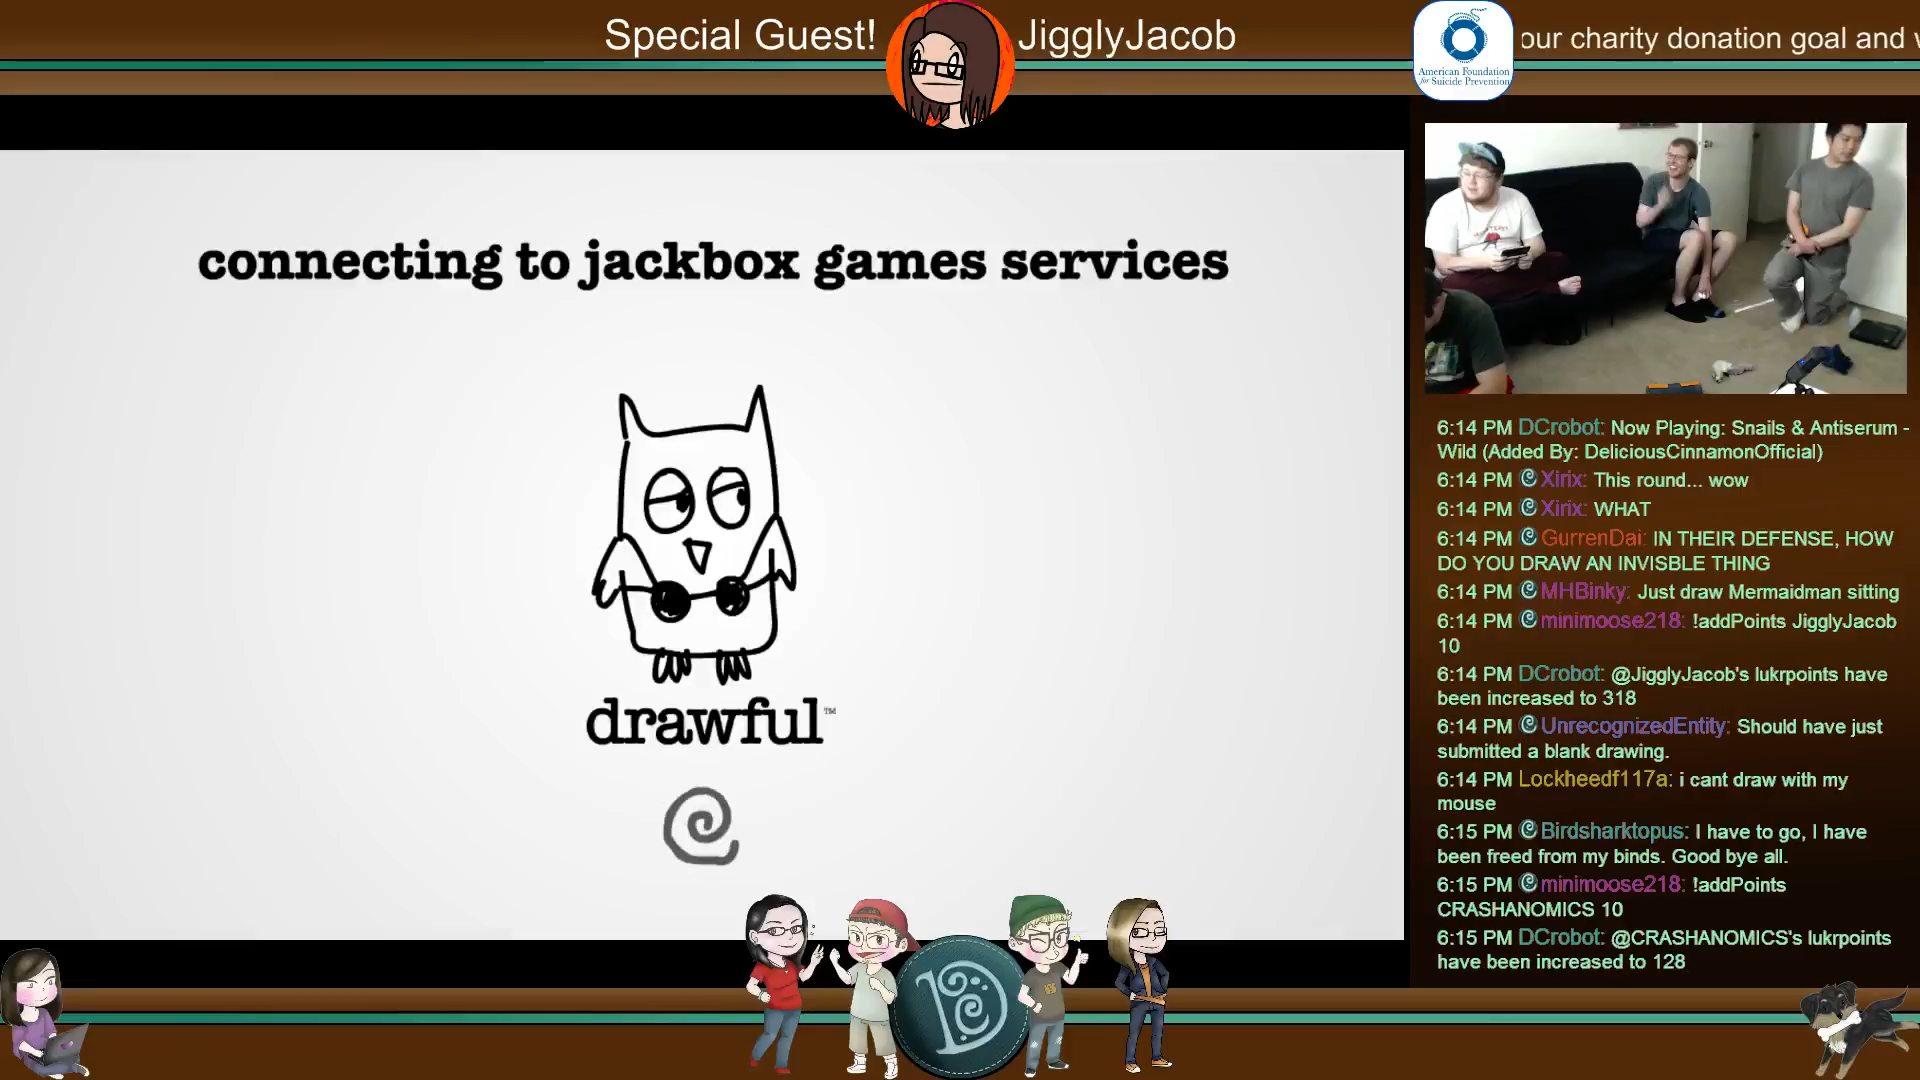 Special Guest!
JigglyJacob
American Foundation
for Suicide Prevention
our charity donation goal and
connecting to jackbox games services
drawful™
6:14 PM DCrobot: Now Playing: Snails & Antiserum -
Wild (Added By: DeliciousCinnamonOfficial)
6:14 PM Xirix: This round... wow
6:14 PM Xirix: WHAT
6:14 PM GurrenDai: IN THEIR DEFENSE, HOW
DO YOU DRAW AN INVISBLE THING
6:14 PM MHBinky: Just draw Mermaidman sitting
6:14 PM minimoose218: !addPoints JigglyJacob
10
6:14 PM DCrobot: @JigglyJacob's lukrpoints have
been increased to 318
6:14 PM UnrecognizedEntity: Should have just
submitted a blank drawing.
6:14 PM Lockheedf117a: i cant draw with my
mouse
6:15 PM Birdsharktopus: I have to go, I have
been freed from my binds. Good bye all.
6:15 PM minimoose218: !addPoints
CRASHANOMICS 10
6:15 PM DCrobot: @CRASHANOMICS's lukrpoints
have been increased to 128